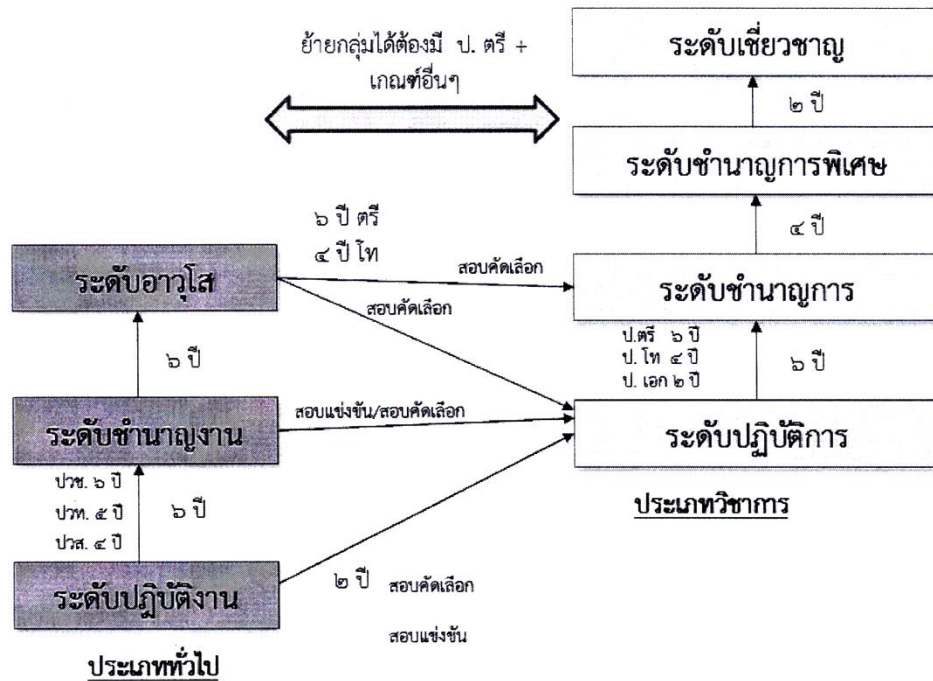 ย้ายกลุ่มได้ต้องมี ป. ตรี +
เกณฑ์อื่นๆ
ระดับเชี่ยวชาญ
๒ ปี
ระดับชำนาญการพิเศษ
๔ ปี
๖ ปี ตรี
๔ ปี โท
ระดับอาวุโส
สอบคัดเลือก
สอบคัดเลือก
ระดับชำนาญการ
ป.ตรี ๖ ปี
ป. โท ๔ ปี
ป. เอก ๒ ปี
๖ ปี
๖ ปี
ระดับชำนาญงาน
สอบแข่งขัน/สอบคัดเลือก
ระดับปฏิบัติการ
ประเภทวิชาการ
ปวช. ๖ ปี
ปวท. ๕ ปี
ปวส. ๔ ปี
๖ ปี
ระดับปฏิบัติงาน
๒ ปี สอบคัดเลือก
สอบแข่งขัน
ประเภททั่วไป